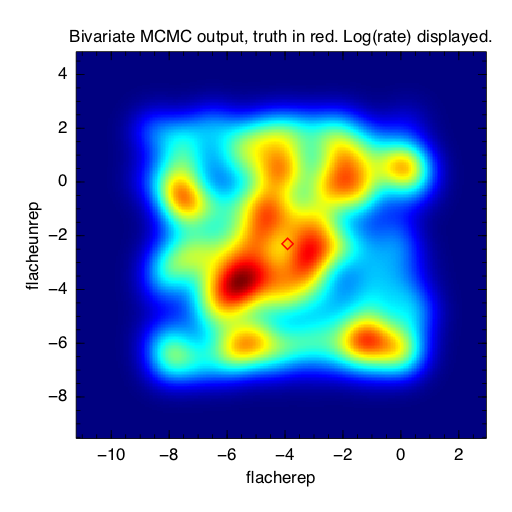 Bivariate MCMC output, truth in red. Log(rate) displayed.
4
2
0
−2
−4
−6
−8
flacheunrep
−10 −8 −6 −4 −2 0 2
flacherep